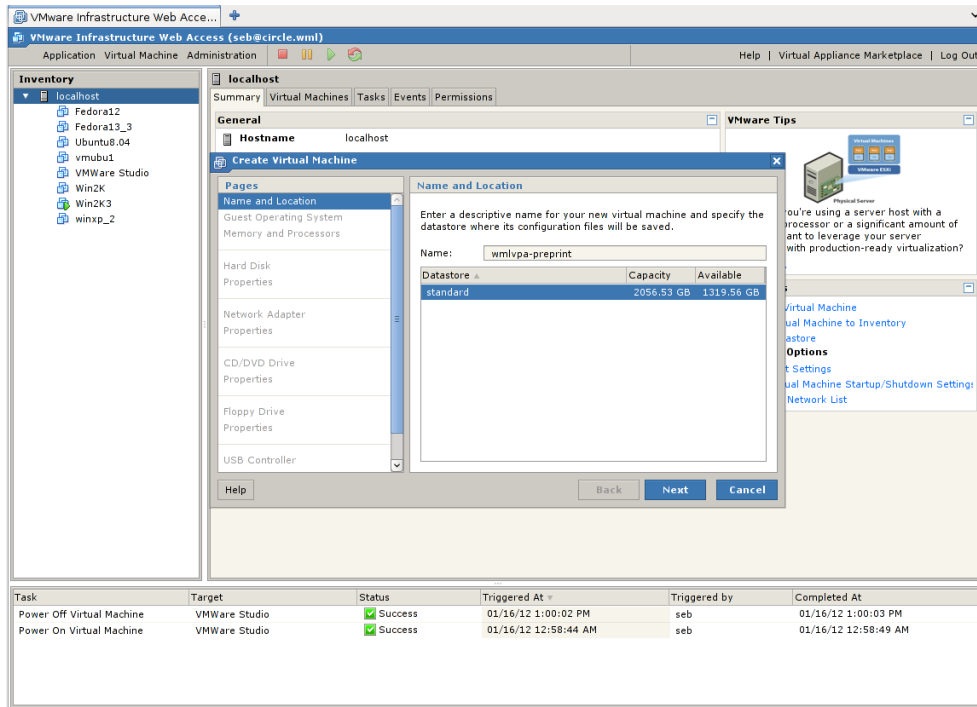 VMware Infrastructure Web Acce...
VMware Infrastructure Web Access (seb@circle.wml)
Application Virtual Machine Administration
Help | Virtual Appliance Marketplace | Log Out
Inventory
localhost
Fedora12
Fedora13_3
Ubuntu8.04
vmubu1
VMWare Studio
Win2K
Win2K3
winxp_2
localhost
Summary Virtual Machines Tasks Events Permissions
General
Hostname localhost
VMware Tips
Virtual Machines
VMware ESXi
Physical Server
you're using a server host with a
processor or a significant amount of
ant to leverage your server
with production-ready virtualization?
Virtual Machine
ual Machine to Inventory
astore
Options
t Settings
ual Machine Startup/Shutdown Settings
Network List
Create Virtual Machine
Pages
Name and Location
Guest Operating System
Memory and Processors
Hard Disk
Properties
Network Adapter
Properties
CD/DVD Drive
Properties
Floppy Drive
Properties
USB Controller
Name and Location
Enter a descriptive name for your new virtual machine and specify the
datastore where its configuration files will be saved.
Name: wmlvpa-preprint
Datastore Capacity Available
standard 2056.53 GB 1319.56 GB
Help Back Next Cancel
Task Target Status Triggered At Triggered by Completed At
Power Off Virtual Machine VMWare Studio Success 01/16/12 1:00:02 PM seb 01/16/12 1:00:03 PM
Power On Virtual Machine VMWare Studio Success 01/16/12 12:58:44 AM seb 01/16/12 12:58:49 AM